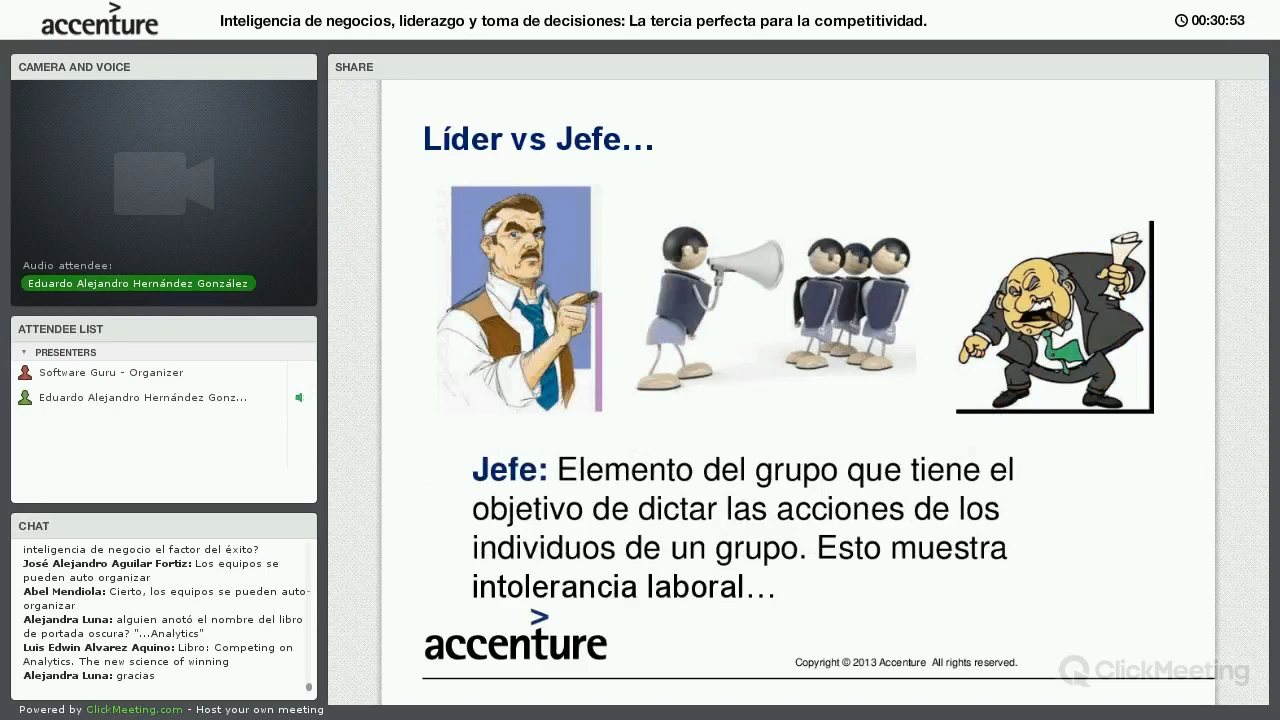 accenture
Inteligencia de negocios, liderazgo y toma de decisiones: La tercia perfecta para la competitividad.
00:30:53
CAMERA AND VOICE
Audio attendee:
Eduardo Alejandro Hernández González
ATTENDEE LIST
PRESENTERS
Software Guru - Organizer
Eduardo Alejandro Hernández Gonz...
CHAT
inteligencia de negocio el factor del éxito?
José Alejandro Aguilar Fortiz: Los equipos se
pueden auto organizar
Abel Mendiola: Cierto, los equipos se pueden auto-
organizar
Alejandra Luna: alguien anotó el nombre del libro
de portada oscura? "...Analytics"
Luis Edwin Alvarez Aquino: Libro: Competing on
Analytics. The new science of winning
Alejandra Luna: gracias
Powered by ClickMeeting.com - Host your own meeting
SHARE
Líder vs Jefe...
Jefe: Elemento del grupo que tiene el
objetivo de dictar las acciones de los
individuos de un grupo. Esto muestra
intolerancia laboral...
accenture
Copyright © 2013 Accenture All rights reserved.
ClickMeeting